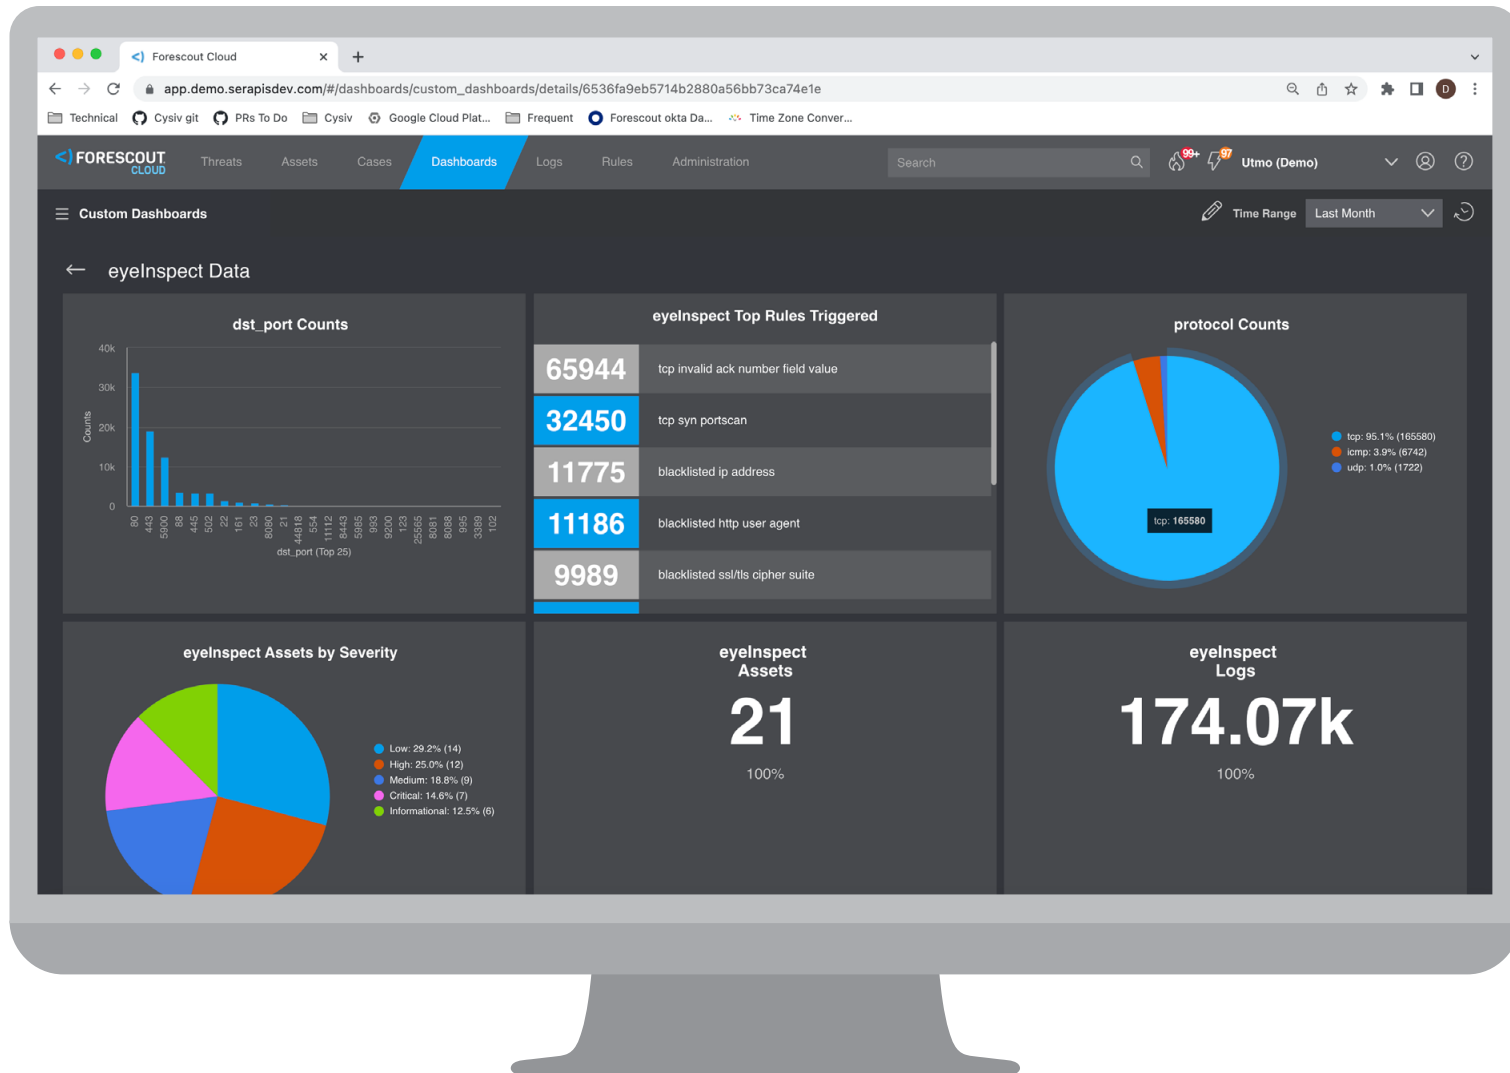 Forescout Cloud
app.demo.serapisdev.com/#/dashboards/custom_dashboards/details/6536fa9eb5714b2880a56bb73ca74e1e
D
Technical Cysiv git PRs To Do Cysiv Google Cloud Plat... Frequent Forescout okta Da... Time Zone Conver...
FORESCOUT
CLOUD
Threats Assets Cases Dashboards Logs Rules Administration Search 99+ 97 Utmo (Demo)
Custom Dashboards Time Range Last Month
eyeInspect Data
dst_port Counts
40k
30k
20k
10k
0
Counts
80 443 5900 88 445 502 22 161 23 8080 21 44818 554 11112 8443 5985 993 9200 123 25565 8081 8088 995 3389 102
dst_port (Top 25)
eyeInspect Top Rules Triggered
65944 tcp invalid ack number field value
32450 tcp syn portscan
11775 blacklisted ip address
11186 blacklisted http user agent
9989 blacklisted ssl/tls cipher suite
protocol Counts
tcp: 95.1% (165580)
icmp: 3.9% (6742)
udp: 1.0% (1722)
tcp: 165580
eyeInspect Assets by Severity
Low: 29.2% (14)
High: 25.0% (12)
Medium: 18.8% (9)
Critical: 14.6% (7)
Informational: 12.5% (6)
eyeInspect
Assets
21
100%
eyeInspect
Logs
174.07k
100%